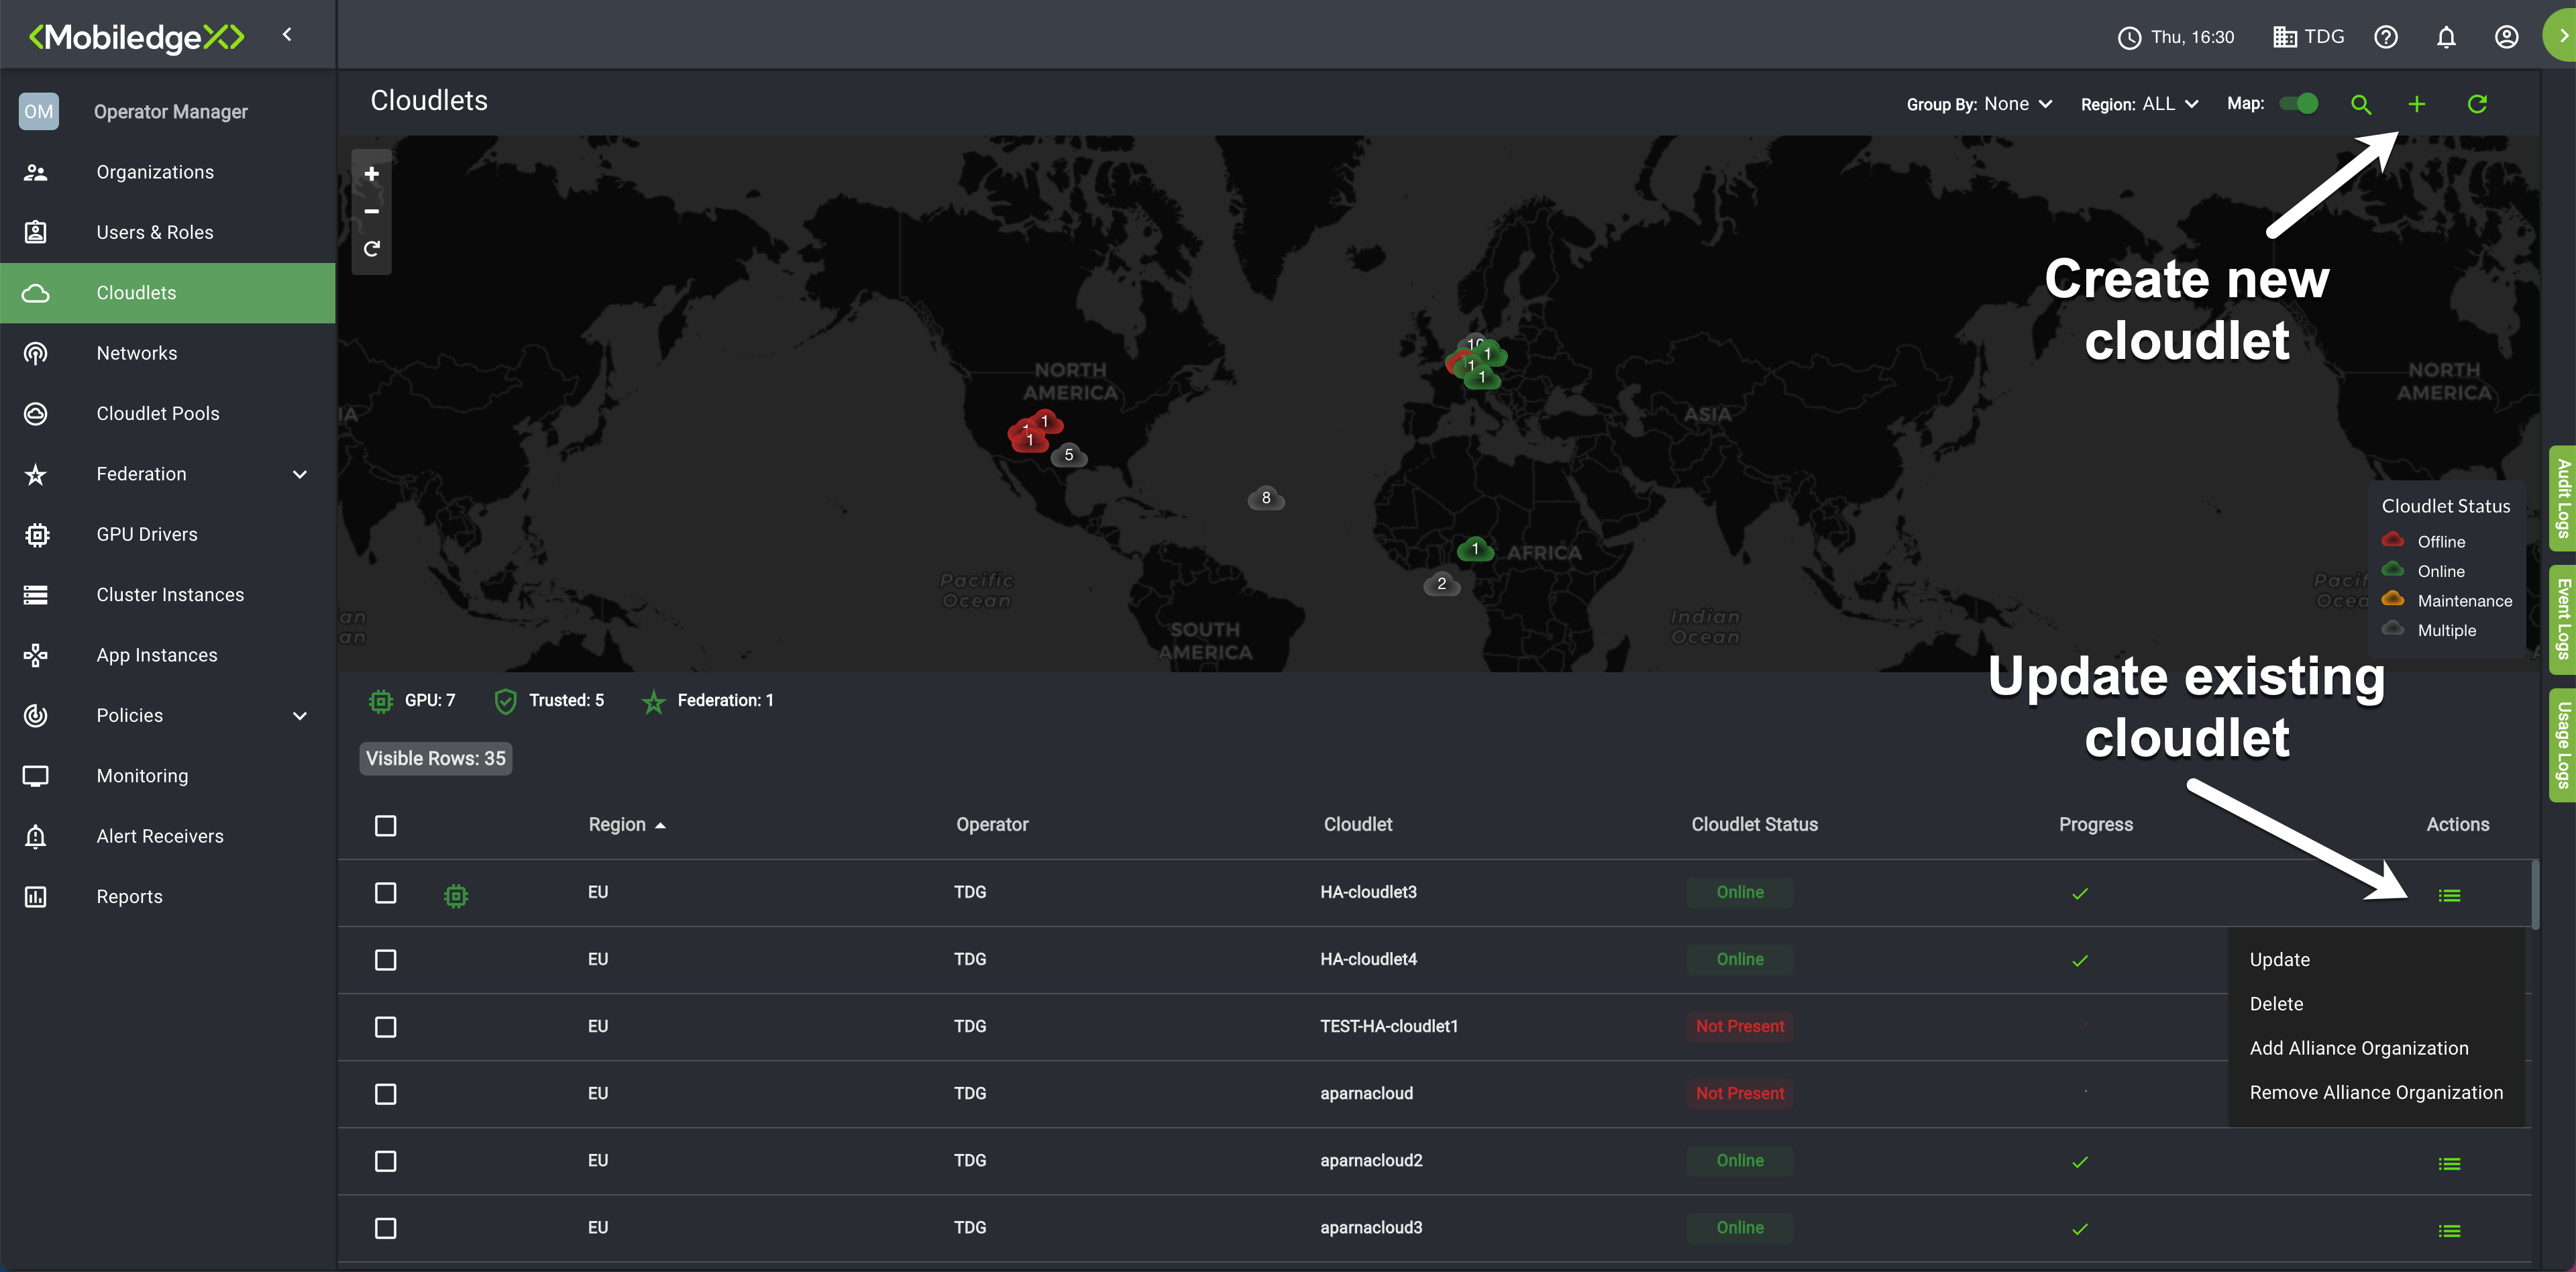 <MobiledgeX>
Thu, 16:30
TDG
OM
Operator Manager
Organizations
Users & Roles
Cloudlets
Networks
Cloudlet Pools
Federation
GPU Drivers
Cluster Instances
App Instances
Policies
Monitoring
Alert Receivers
Reports
Cloudlets
Group By: None
Region: ALL
Map:
Create new
cloudlet
NORTH
AMERICA
ASIA
AFRICA
Pacific
Ocean
SOUTH
AMERICA
Indian
Ocean
NORTH
AMERICA
IA
an
an
10
1
1
1
1
1
5
8
1
2
Cloudlet Status
Offline
Online
Maintenance
Multiple
Audit Logs
Event Logs
Usage Logs
Update existing
cloudlet
GPU: 7
Trusted: 5
Federation: 1
Visible Rows: 35
Region Operator Cloudlet Cloudlet Status Progress Actions
EU TDG HA-cloudlet3 Online
EU TDG HA-cloudlet4 Online
EU TDG TEST-HA-cloudlet1 Not Present
EU TDG aparnacloud Not Present
EU TDG aparnacloud2 Online
EU TDG aparnacloud3 Online
Update
Delete
Add Alliance Organization
Remove Alliance Organization